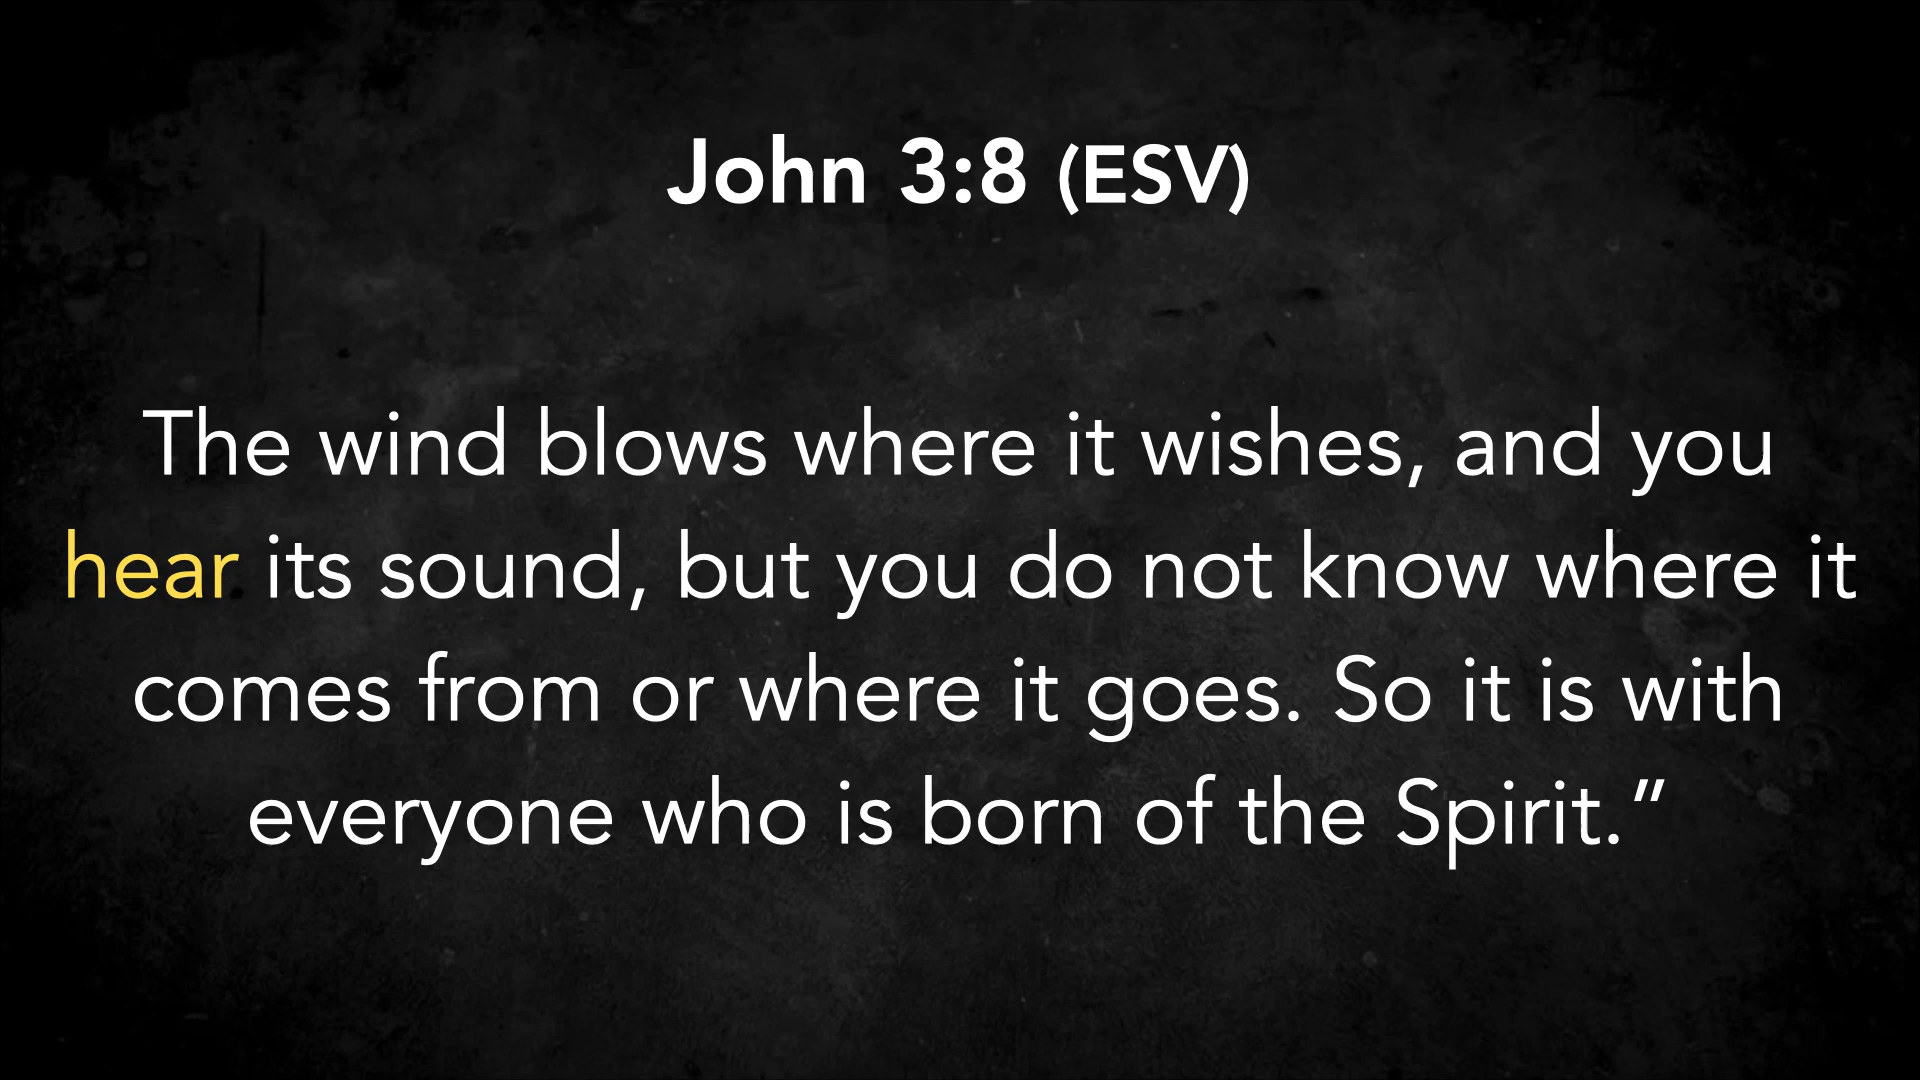 John 3:8 (ESV)
The wind blows where it wishes, and you
hear its sound, but you do not know where it
comes from or where it goes. So it is with
everyone who is born of the Spirit.”